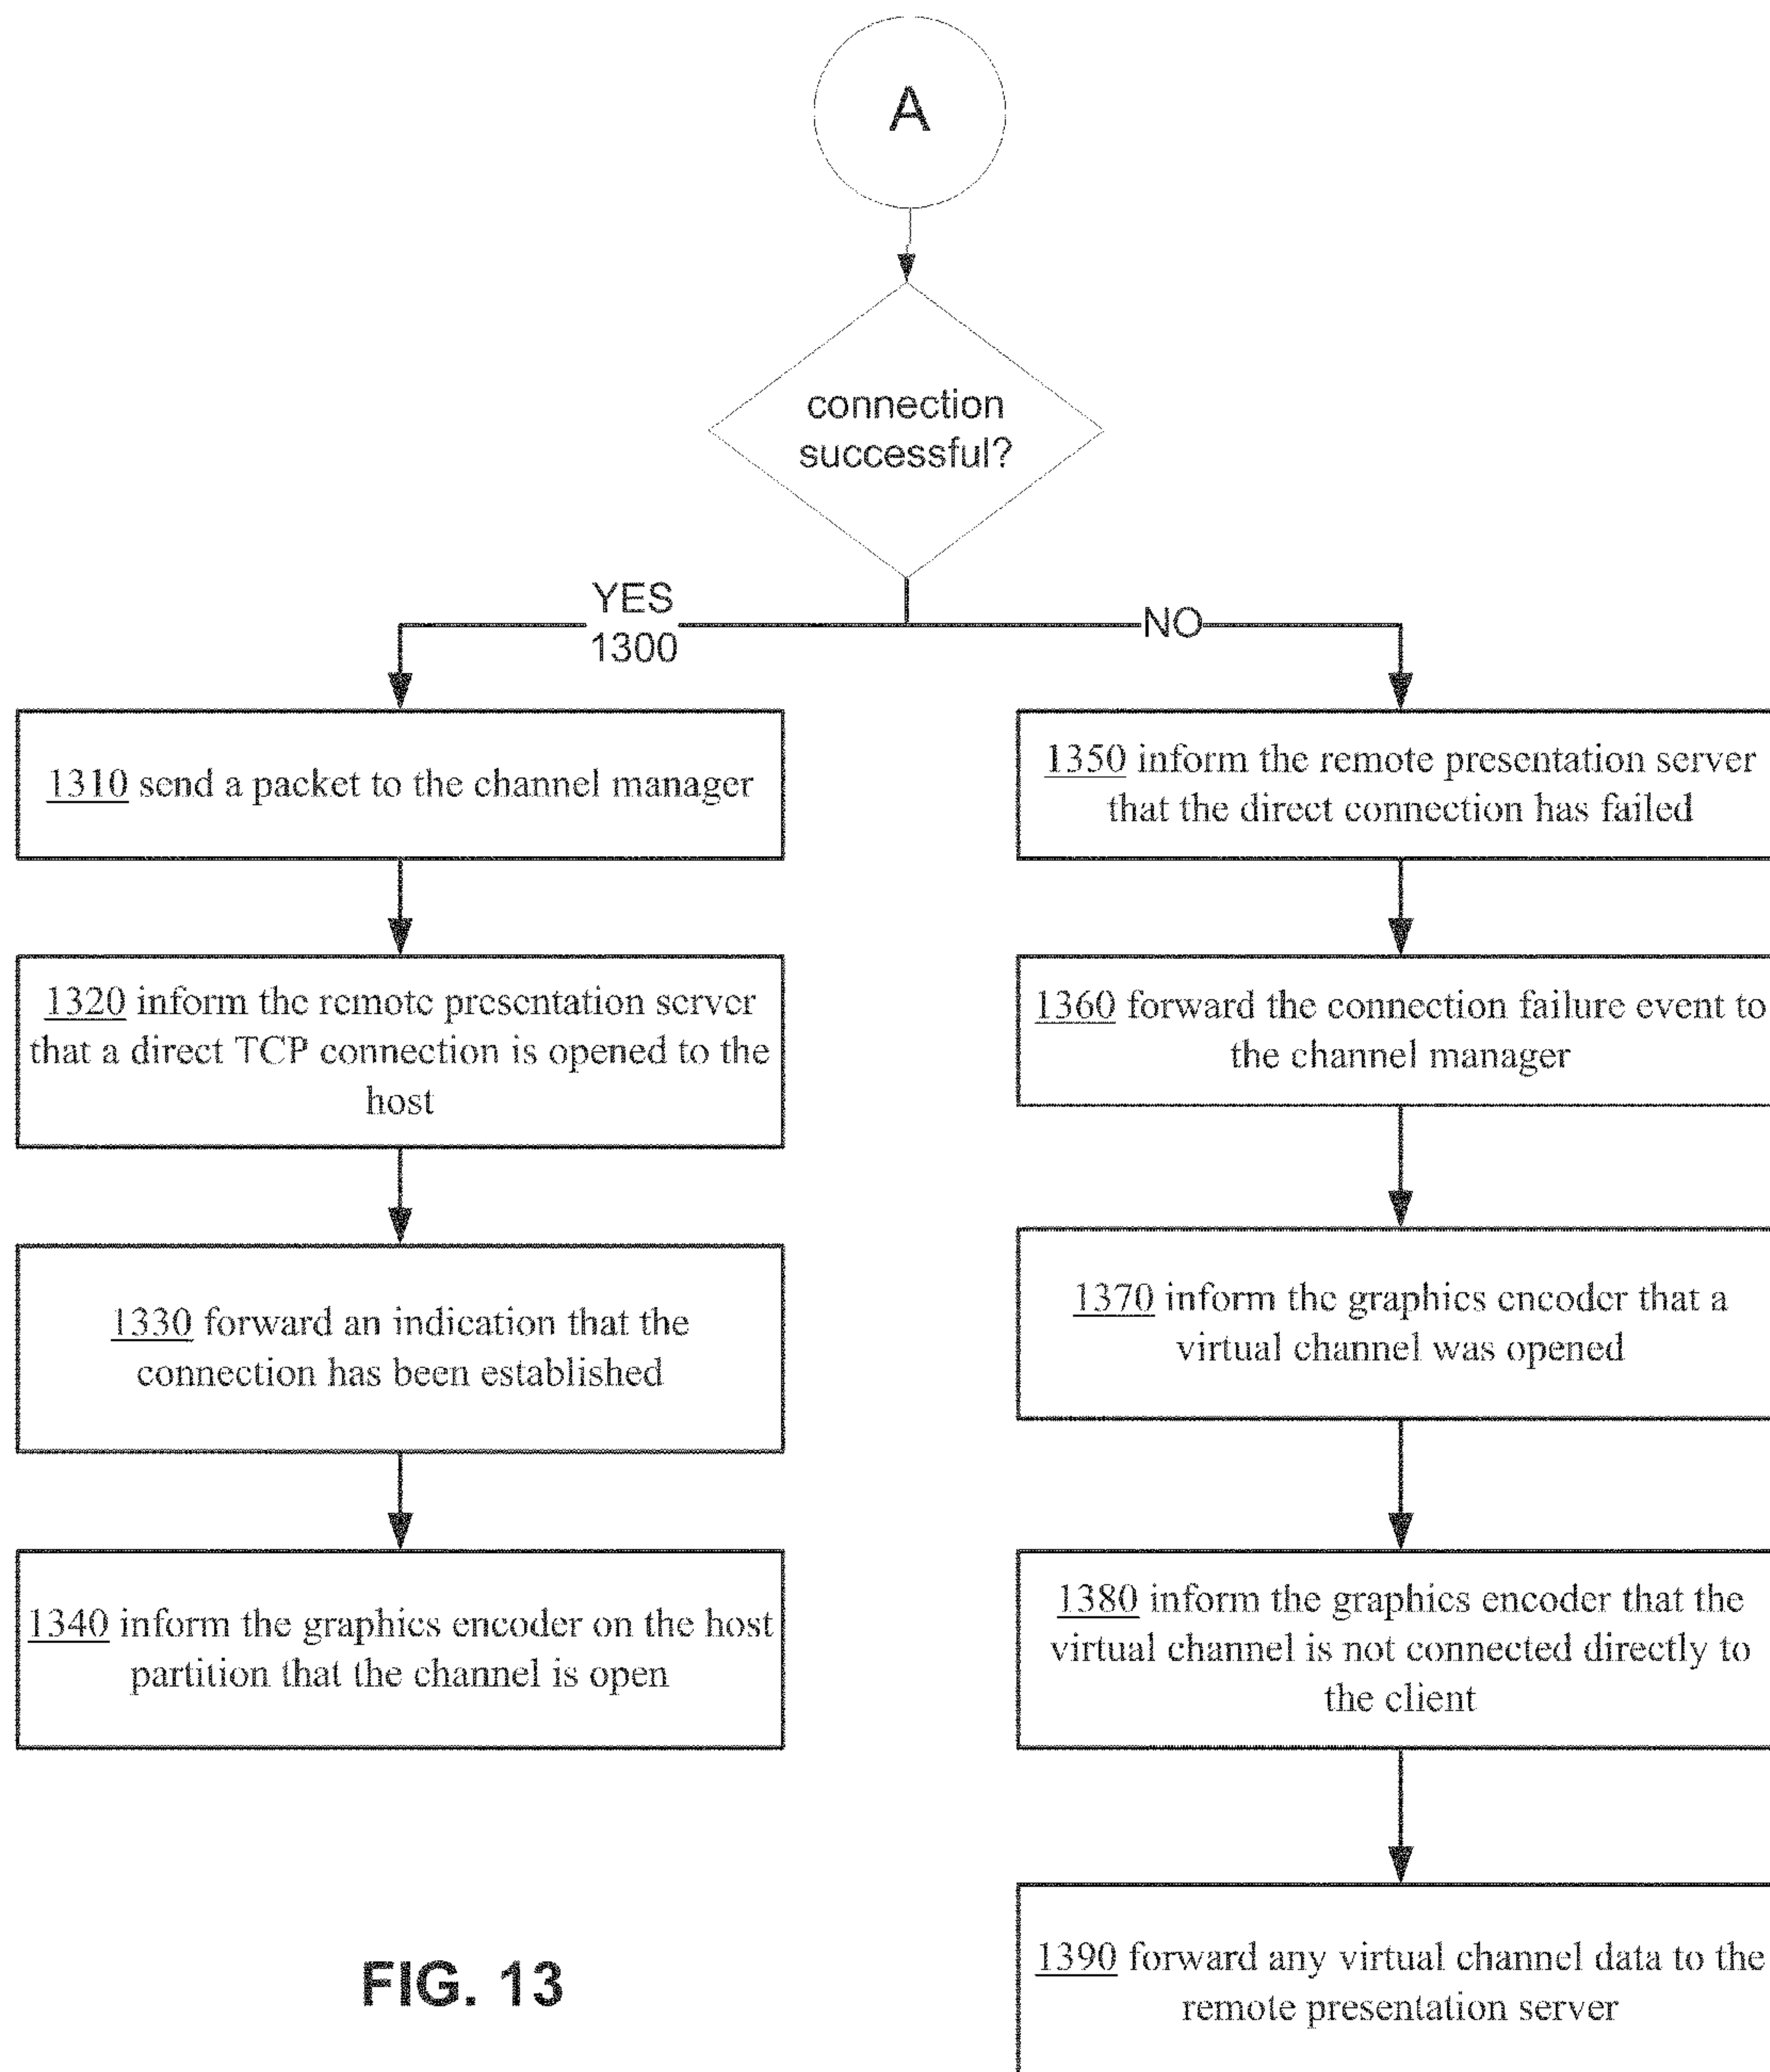 A
connection
successful?
YES
1300
NO
1310 send a packet to the channel manager
1320 inform the remote presentation server
that a direct TCP connection is opened to the
host
1330 forward an indication that the
connection has been established
1340 inform the graphics encoder on the host
partition that the channel is open
1350 inform the remote presentation server
that the direct connection has failed
1360 forward the connection failure event to
the channel manager
1370 inform the graphics encoder that a
virtual channel was opened
1380 inform the graphics encoder that the
virtual channel is not connected directly to
the client
1390 forward any virtual channel data to the
remote presentation server
FIG. 13